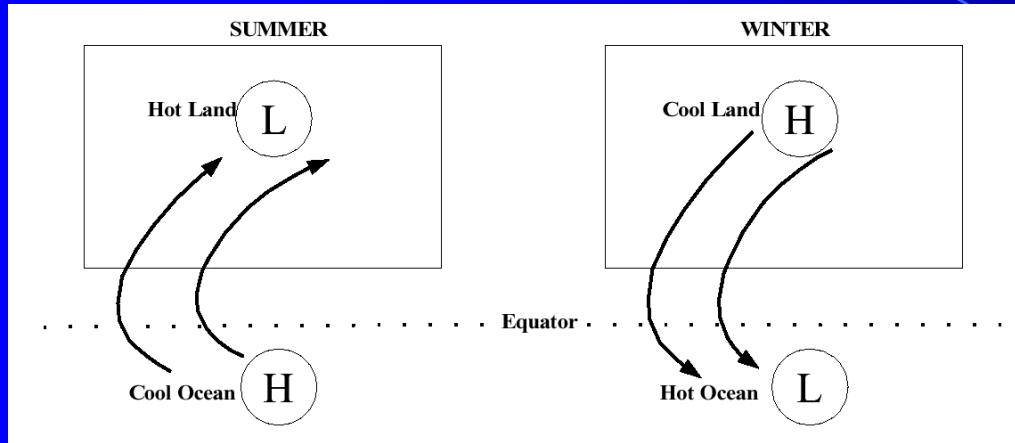 SUMMER
WINTER
Hot Land
L
Cool Land
H
Equator
Cool Ocean
H
Hot Ocean
L